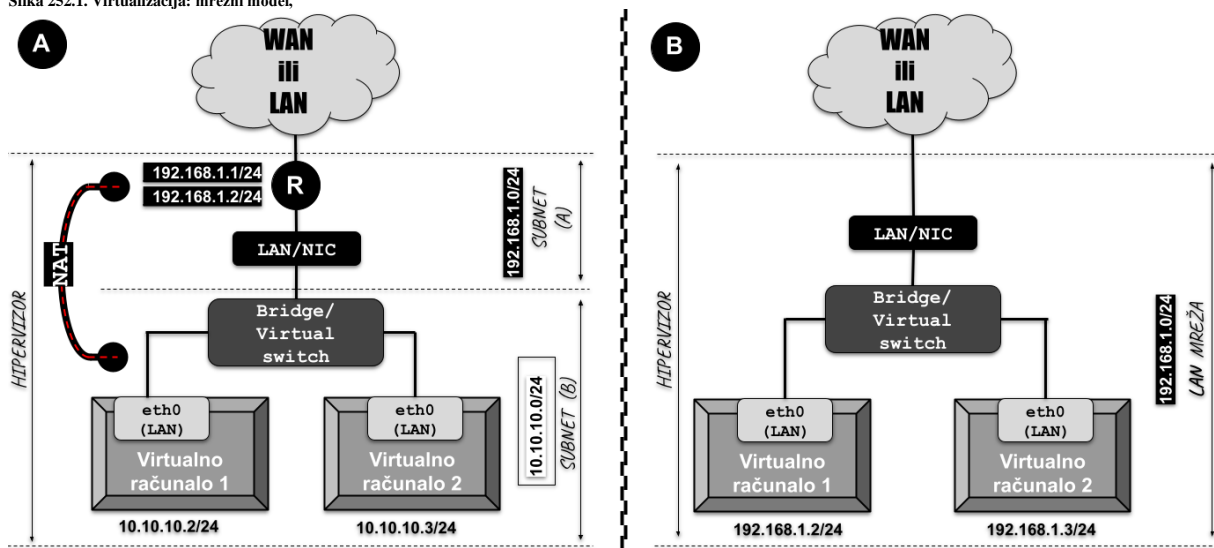 Slika 252.1. Virtualizacija: mrežni model,
A
WAN
ili
LAN
192.168.1.1/24
192.168.1.2/24
R
LAN/NIC
192.168.1.0/24
SUBNET
(A)
NAT
HIPERVIZOR
Bridge/
Virtual
switch
eth0
(LAN)
Virtualno
računalo 1
10.10.10.2/24
eth0
(LAN)
Virtualno
računalo 2
10.10.10.3/24
10.10.10.0/24
SUBNET (B)
B
WAN
ili
LAN
LAN/NIC
HIPERVIZOR
Bridge/
Virtual
switch
192.168.1.0/24
LAN MREŽA
eth0
(LAN)
Virtualno
računalo 1
192.168.1.2/24
eth0
(LAN)
Virtualno
računalo 2
192.168.1.3/24